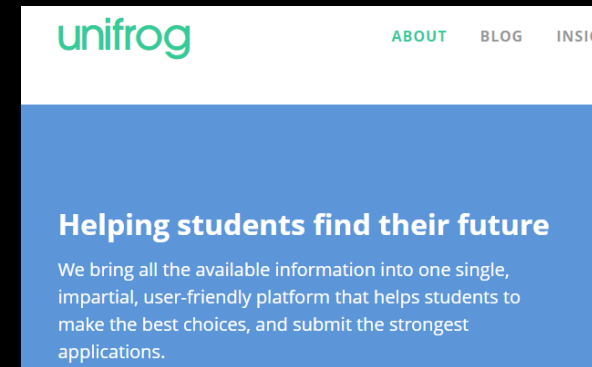 unifrog
ABOUT BLOG
Helping students find their future
We bring all the available information into one single,
impartial, user-friendly platform that helps students to
make the best choices, and submit the strongest
applications.